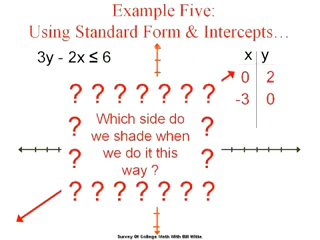 Example Five:
Using Standard Form & Intercepts…
3y - 2x ≤ 6
x y
0 2
-3 0
? ? ? ? ? ? ?
? Which side do ?
we shade when
? we do it this ?
way ?
? ? ? ? ? ? ?
Survey Of College Math With Bill Witte